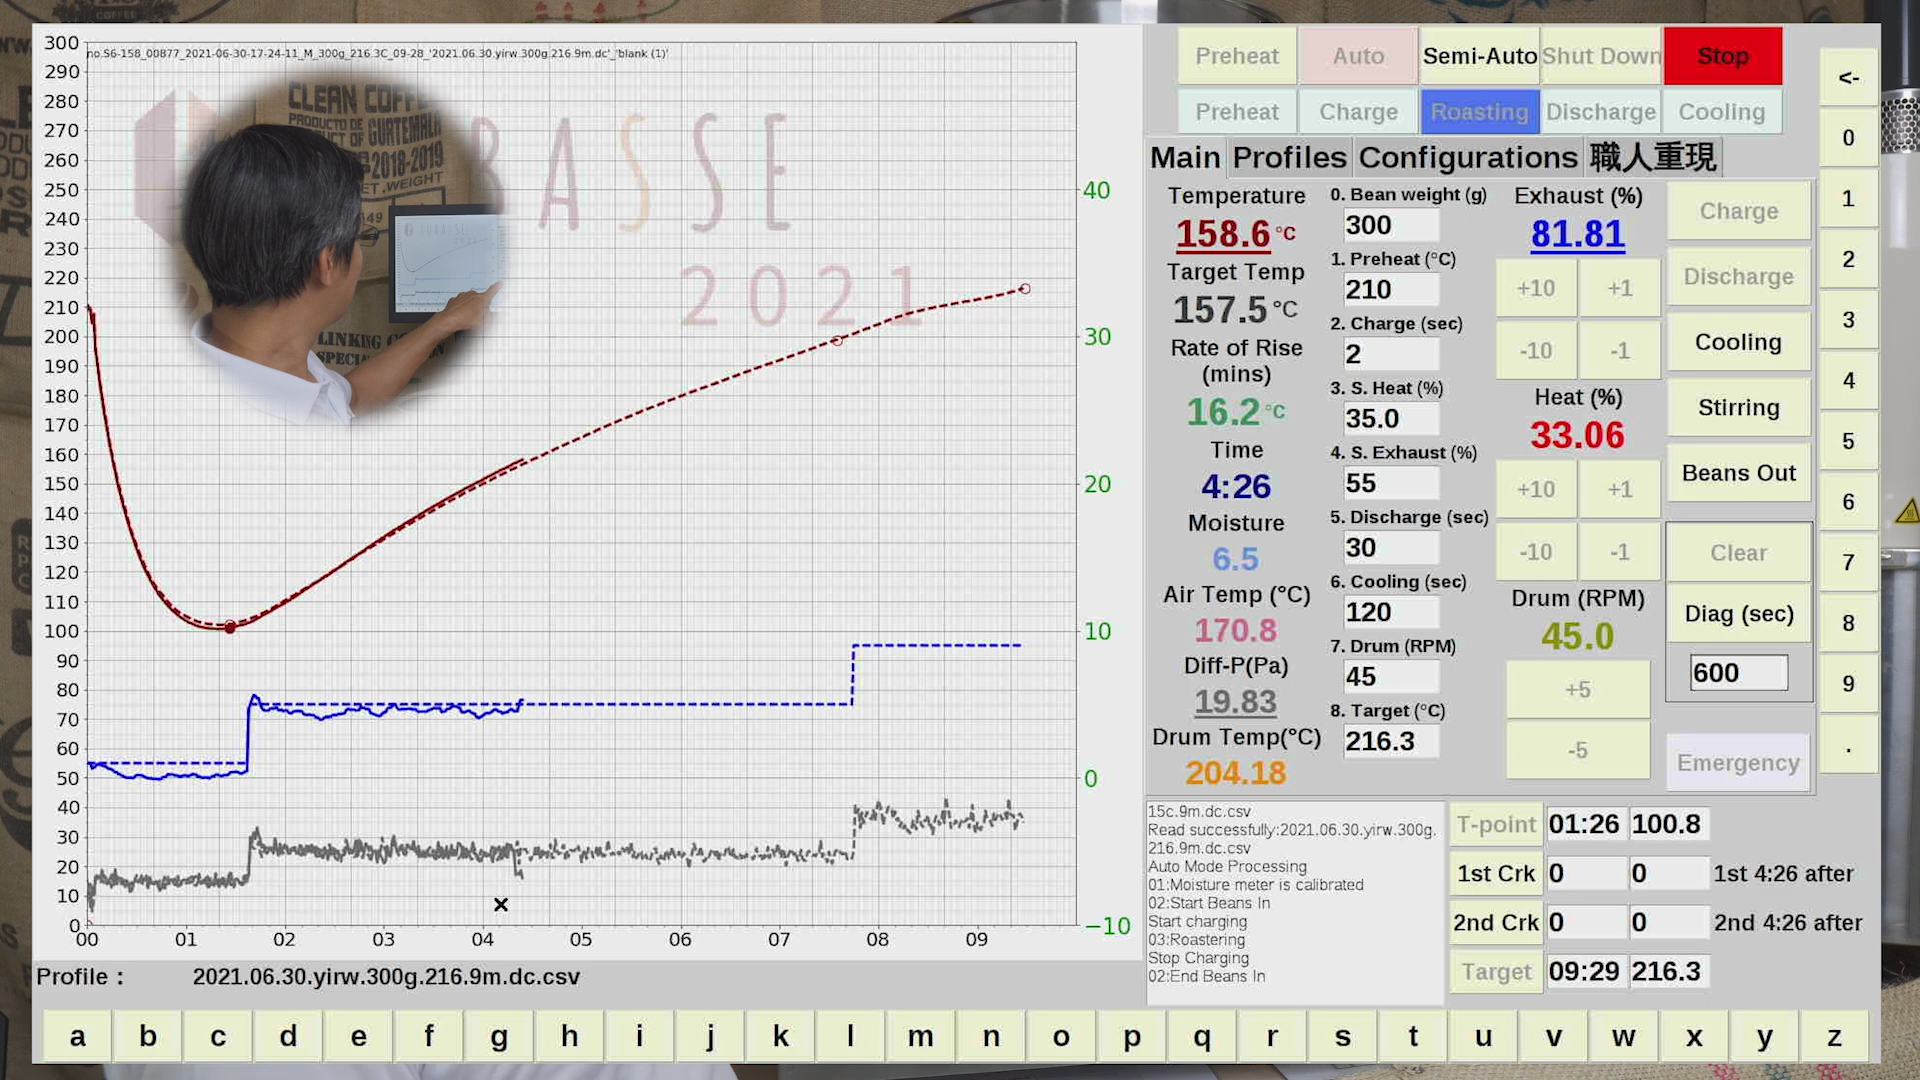 no.S6-158_00877_2021-06-30-17-24-11_M_300g_216.3C_09-28_'2021.06.30.yirw.300g.216.9m.dc'_'blank (1)'
300
290
280
270
260
250
240
230
220
210
200
190
180
170
160
150
140
130
120
110
100
90
80
70
60
50
40
30
20
10
0
40
30
20
10
0
−10
00 01 02 03 04 05 06 07 08 09
2021
CLEAN COFFEE
PRODUCTO DE GUATEMALA
2018-2019
Profile : 2021.06.30.yirw.300g.216.9m.dc.csv
Preheat Auto Semi-Auto Shut Down Stop
Preheat Charge Roasting Discharge Cooling
Main Profiles Configurations 職人重現
Temperature
158.6 °C
Target Temp
157.5 °C
Rate of Rise
(mins)
16.2 °C
Time
4:26
Moisture
6.5
Air Temp (°C)
170.8
Diff-P(Pa)
19.83
Drum Temp(°C)
204.18
0. Bean weight (g)
300
1. Preheat (°C)
210
2. Charge (sec)
2
3. S. Heat (%)
35.0
4. S. Exhaust (%)
55
5. Discharge (sec)
30
6. Cooling (sec)
120
7. Drum (RPM)
45
8. Target (°C)
216.3
Exhaust (%)
81.81
+10 +1
-10 -1
Heat (%)
33.06
+10 +1
-10 -1
Drum (RPM)
45.0
+5
-5
Charge
Discharge
Cooling
Stirring
Beans Out
Clear
Diag (sec)
600
Emergency
<-
0
1
2
3
4
5
6
7
8
9
.
15c.9m.dc.csv
Read successfully:2021.06.30.yirw.300g.
216.9m.dc.csv
Auto Mode Processing
01:Moisture meter is calibrated
02:Start Beans In
Start charging
03:Roastering
Stop Charging
02:End Beans In
T-point 01:26 100.8
1st Crk 0 0 1st 4:26 after
2nd Crk 0 0 2nd 4:26 after
Target 09:29 216.3
a b c d e f g h i j k l m n o p q r s t u v w x y z